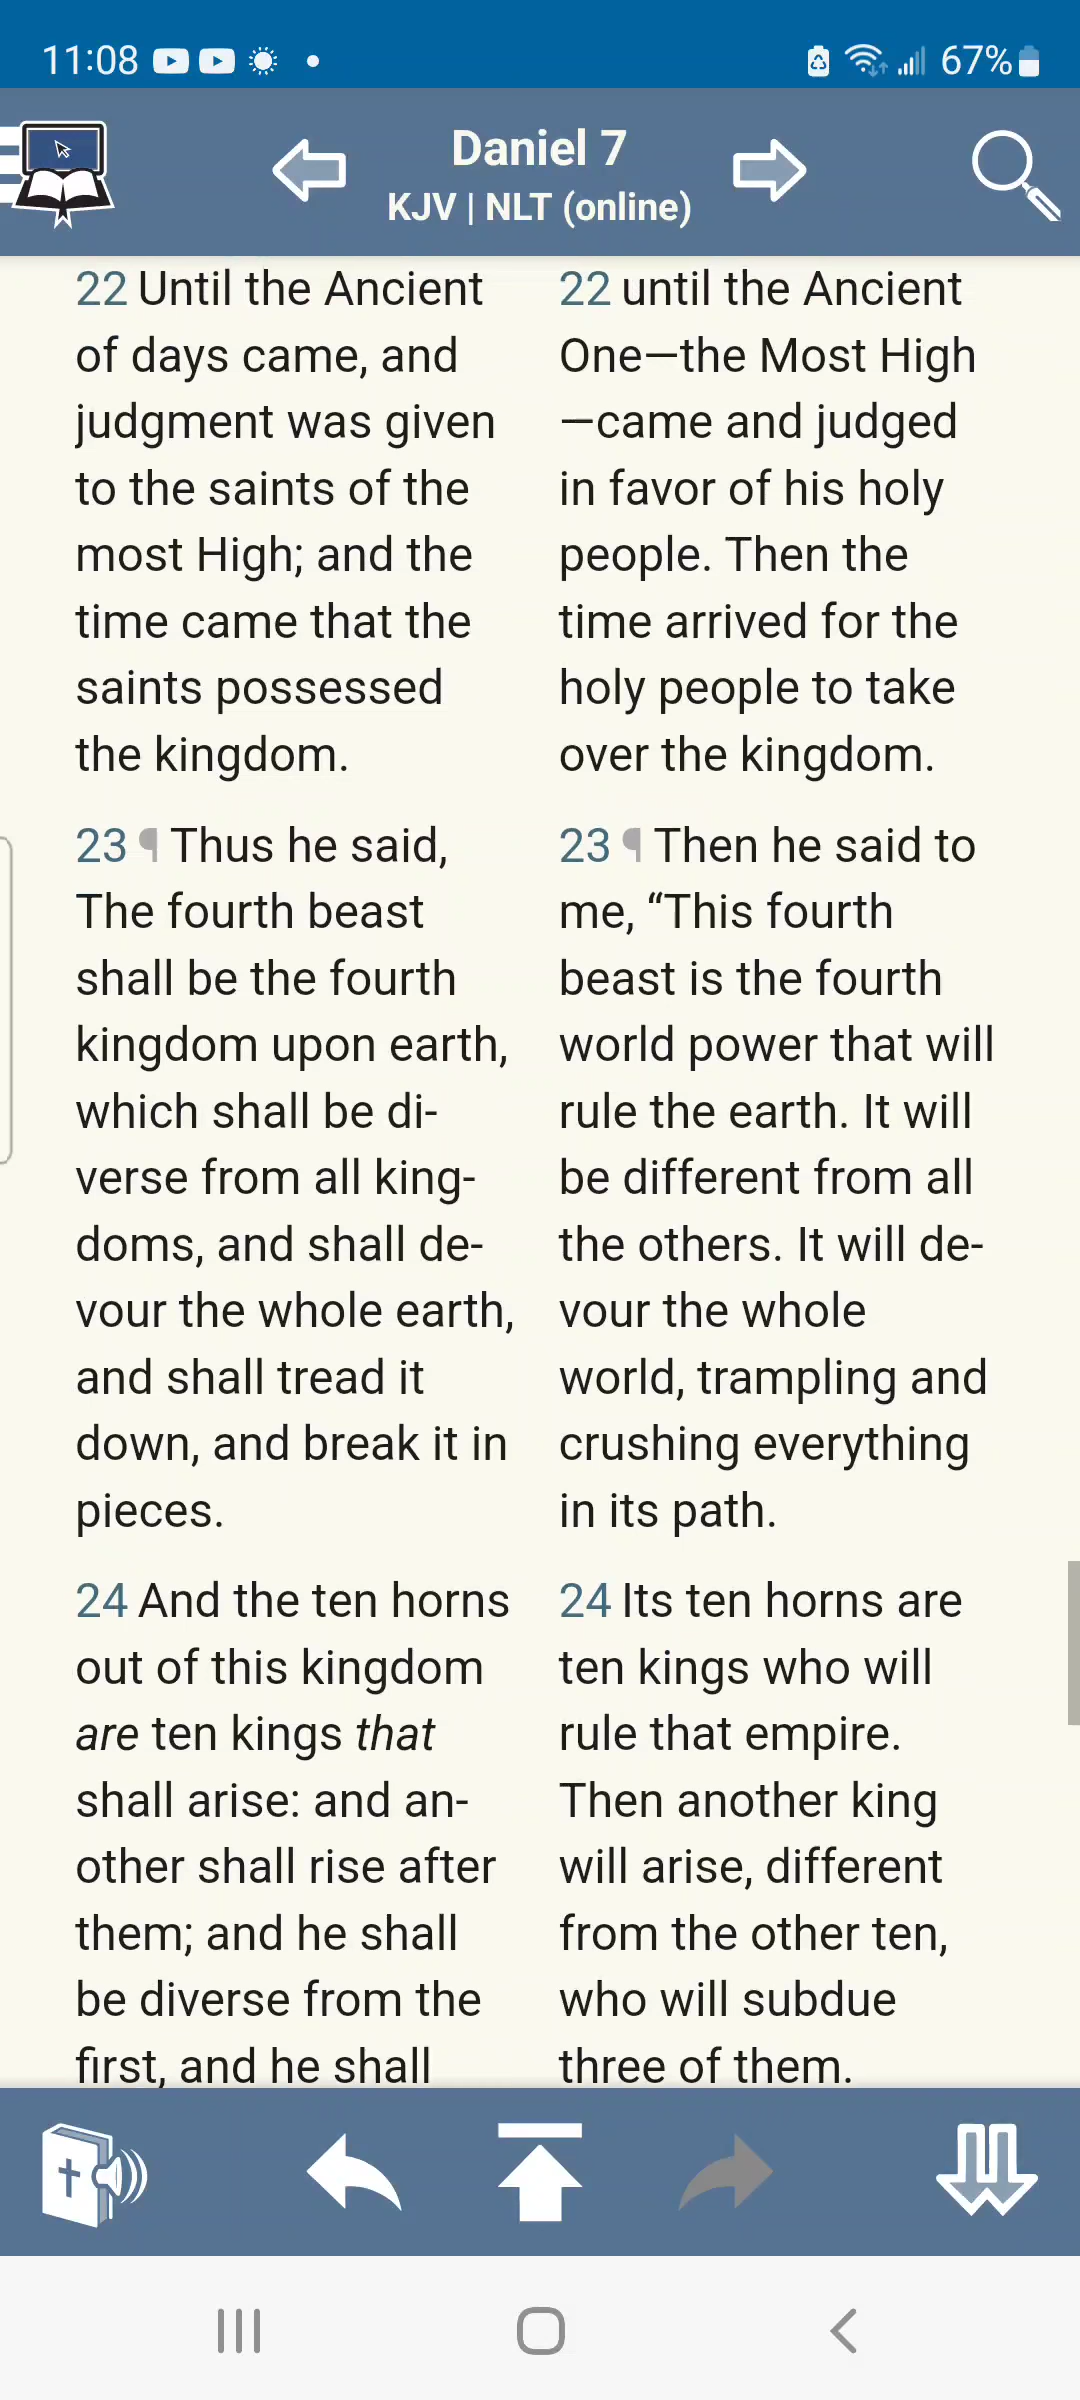 11:08
67%
Daniel 7
KJV | NLT (online)
22 Until the Ancient
of days came, and
judgment was given
to the saints of the
most High; and the
time came that the
saints possessed
the kingdom.
23 ¶ Thus he said,
The fourth beast
shall be the fourth
kingdom upon earth,
which shall be di-
verse from all king-
doms, and shall de-
vour the whole earth,
and shall tread it
down, and break it in
pieces.
24 And the ten horns
out of this kingdom
are ten kings that
shall arise: and an-
other shall rise after
them; and he shall
be diverse from the
first, and he shall
22 until the Ancient
One—the Most High
—came and judged
in favor of his holy
people. Then the
time arrived for the
holy people to take
over the kingdom.
23 ¶ Then he said to
me, “This fourth
beast is the fourth
world power that will
rule the earth. It will
be different from all
the others. It will de-
vour the whole
world, trampling and
crushing everything
in its path.
24 Its ten horns are
ten kings who will
rule that empire.
Then another king
will arise, different
from the other ten,
who will subdue
three of them.